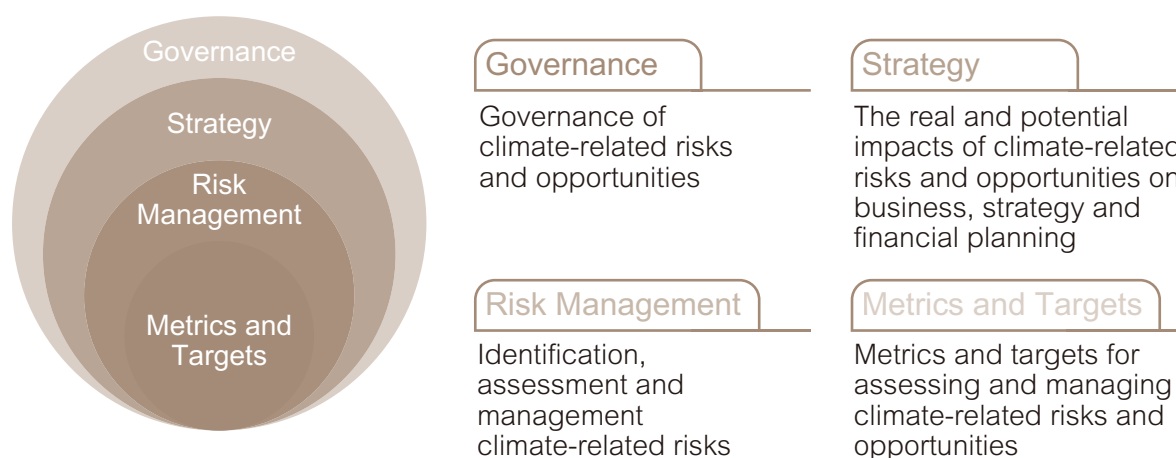 Governance
Strategy
Risk
Management
Metrics and
Targets
Governance
Governance of
climate-related risks
and opportunities
Strategy
The real and potential
impacts of climate-related
risks and opportunities on
business, strategy and
financial planning
Risk Management
Identification,
assessment and
management
climate-related risks
Metrics and Targets
Metrics and targets for
assessing and managing
climate-related risks and
opportunities